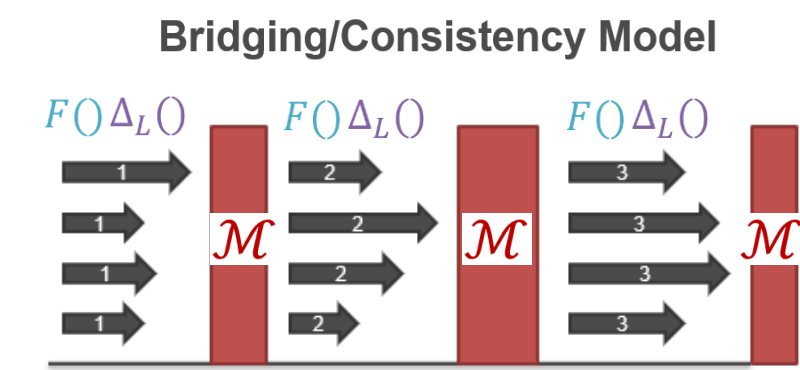 Bridging/Consistency Model
F() Δ_L() F() Δ_L() F() Δ_L()
1 2 3
1 2 3
ℳ ℳ ℳ
1 2 3
1 2 3